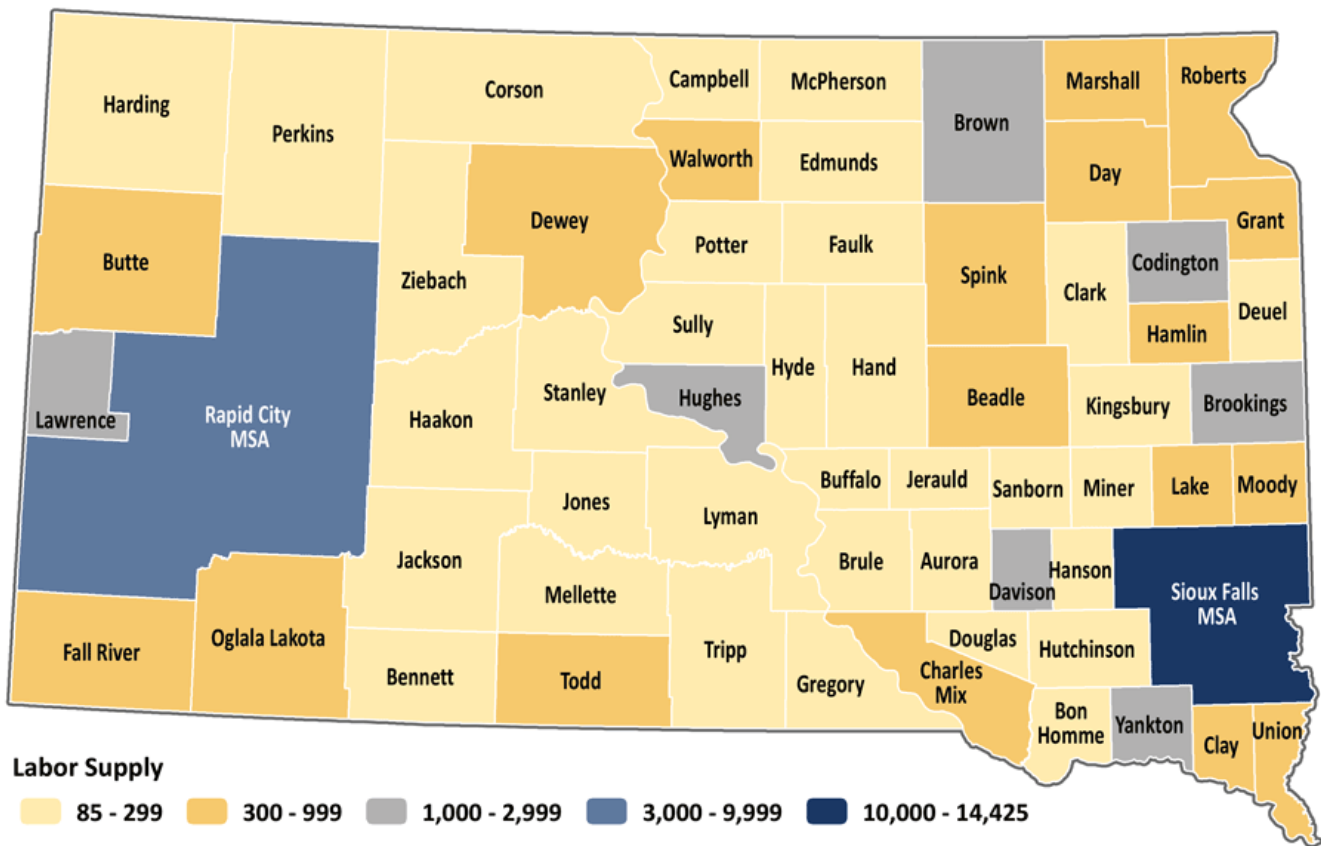 Harding
Perkins
Corson
Campbell
McPherson
Brown
Marshall
Roberts
Walworth
Edmunds
Day
Butte
Dewey
Potter
Faulk
Spink
Grant
Codington
Ziebach
Clark
Deuel
Sully
Hyde
Hand
Hamlin
Lawrence
Rapid City
MSA
Haakon
Stanley
Hughes
Beadle
Kingsbury
Brookings
Jones
Lyman
Buffalo
Jerauld
Sanborn
Miner
Lake
Moody
Jackson
Mellette
Brule
Aurora
Davison
Hanson
Sioux Falls
MSA
Fall River
Oglala Lakota
Bennett
Todd
Tripp
Gregory
Douglas
Charles
Mix
Hutchinson
Bon
Homme
Yankton
Clay
Union
Labor Supply
85 - 299 300 - 999 1,000 - 2,999 3,000 - 9,999 10,000 - 14,425